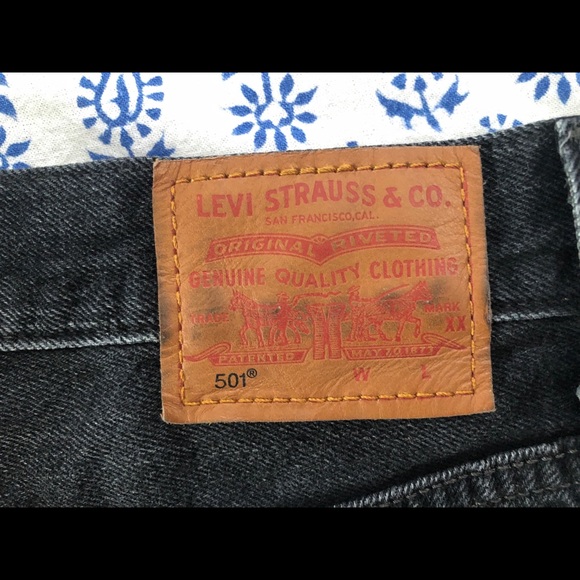 LEVI STRAUSS & CO.
SAN FRANCISCO, CAL.
ORIGINAL RIVETED
GENUINE QUALITY CLOTHING
TRADE MARK
XX
PATENTED MAY 20 1873
501® W L